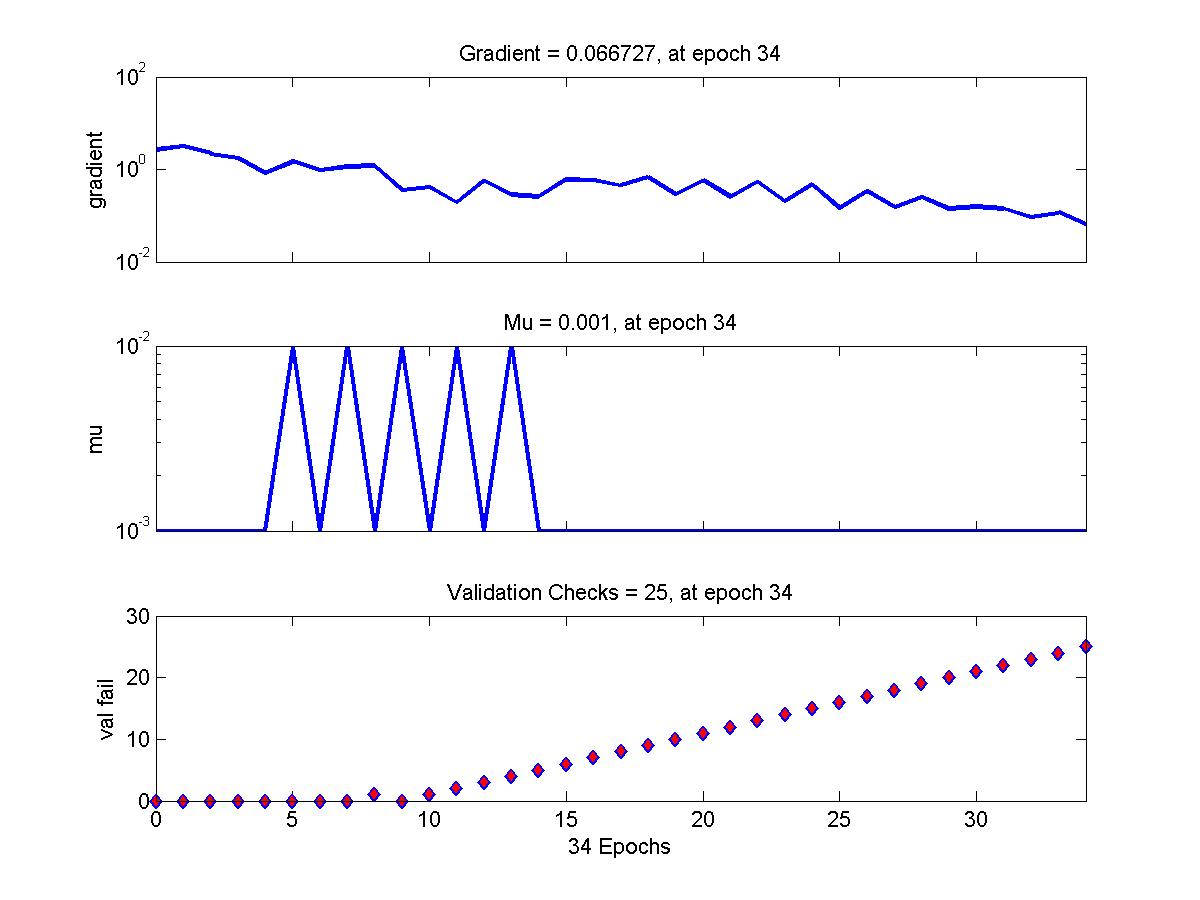 Gradient = 0.066727, at epoch 34
10^2
10^0
10^-2
gradient
Mu = 0.001, at epoch 34
10^-2
10^-3
mu
Validation Checks = 25, at epoch 34
30
20
10
0
val fail
0 5 10 15 20 25 30
34 Epochs